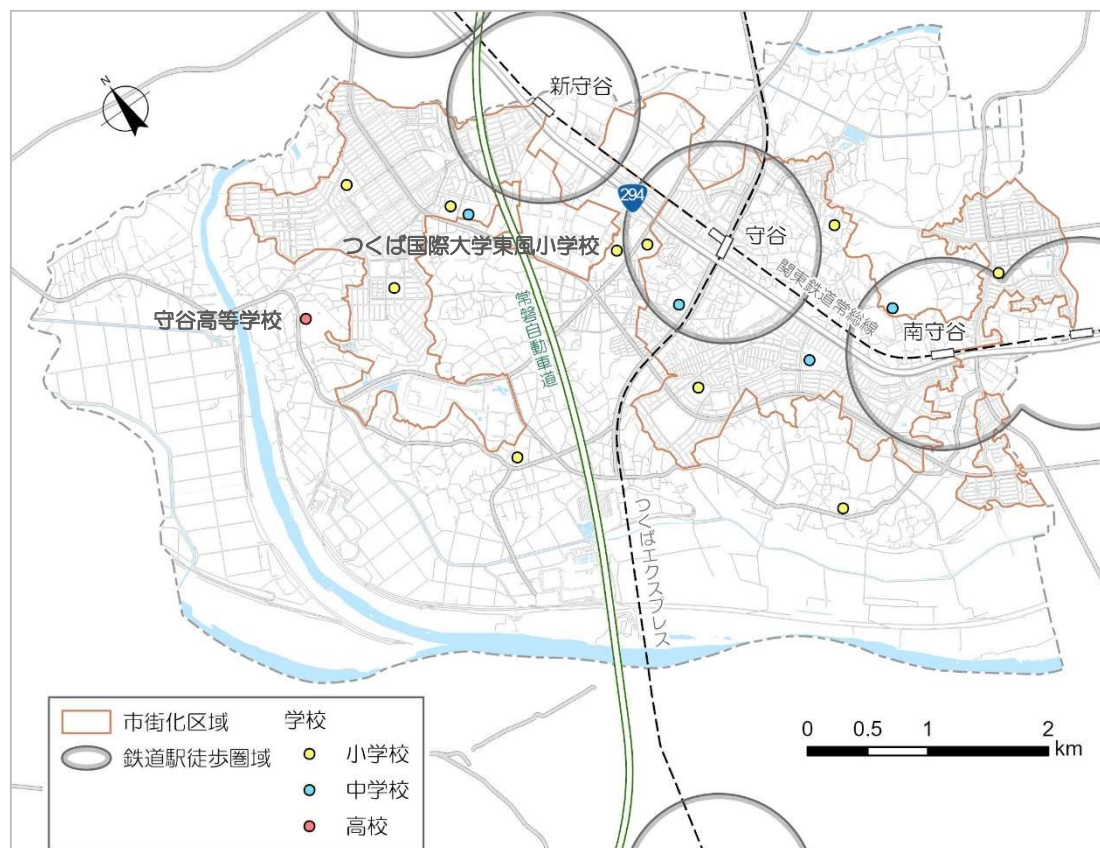 N
新守谷
294
守谷
つくば国際大学東風小学校
関東鉄道常総線
守谷高等学校
常磐自動車道
南守谷
つくばエクスプレス
市街化区域
鉄道駅徒歩圏域
学校
小学校
中学校
高校
0 0.5 1 2
km